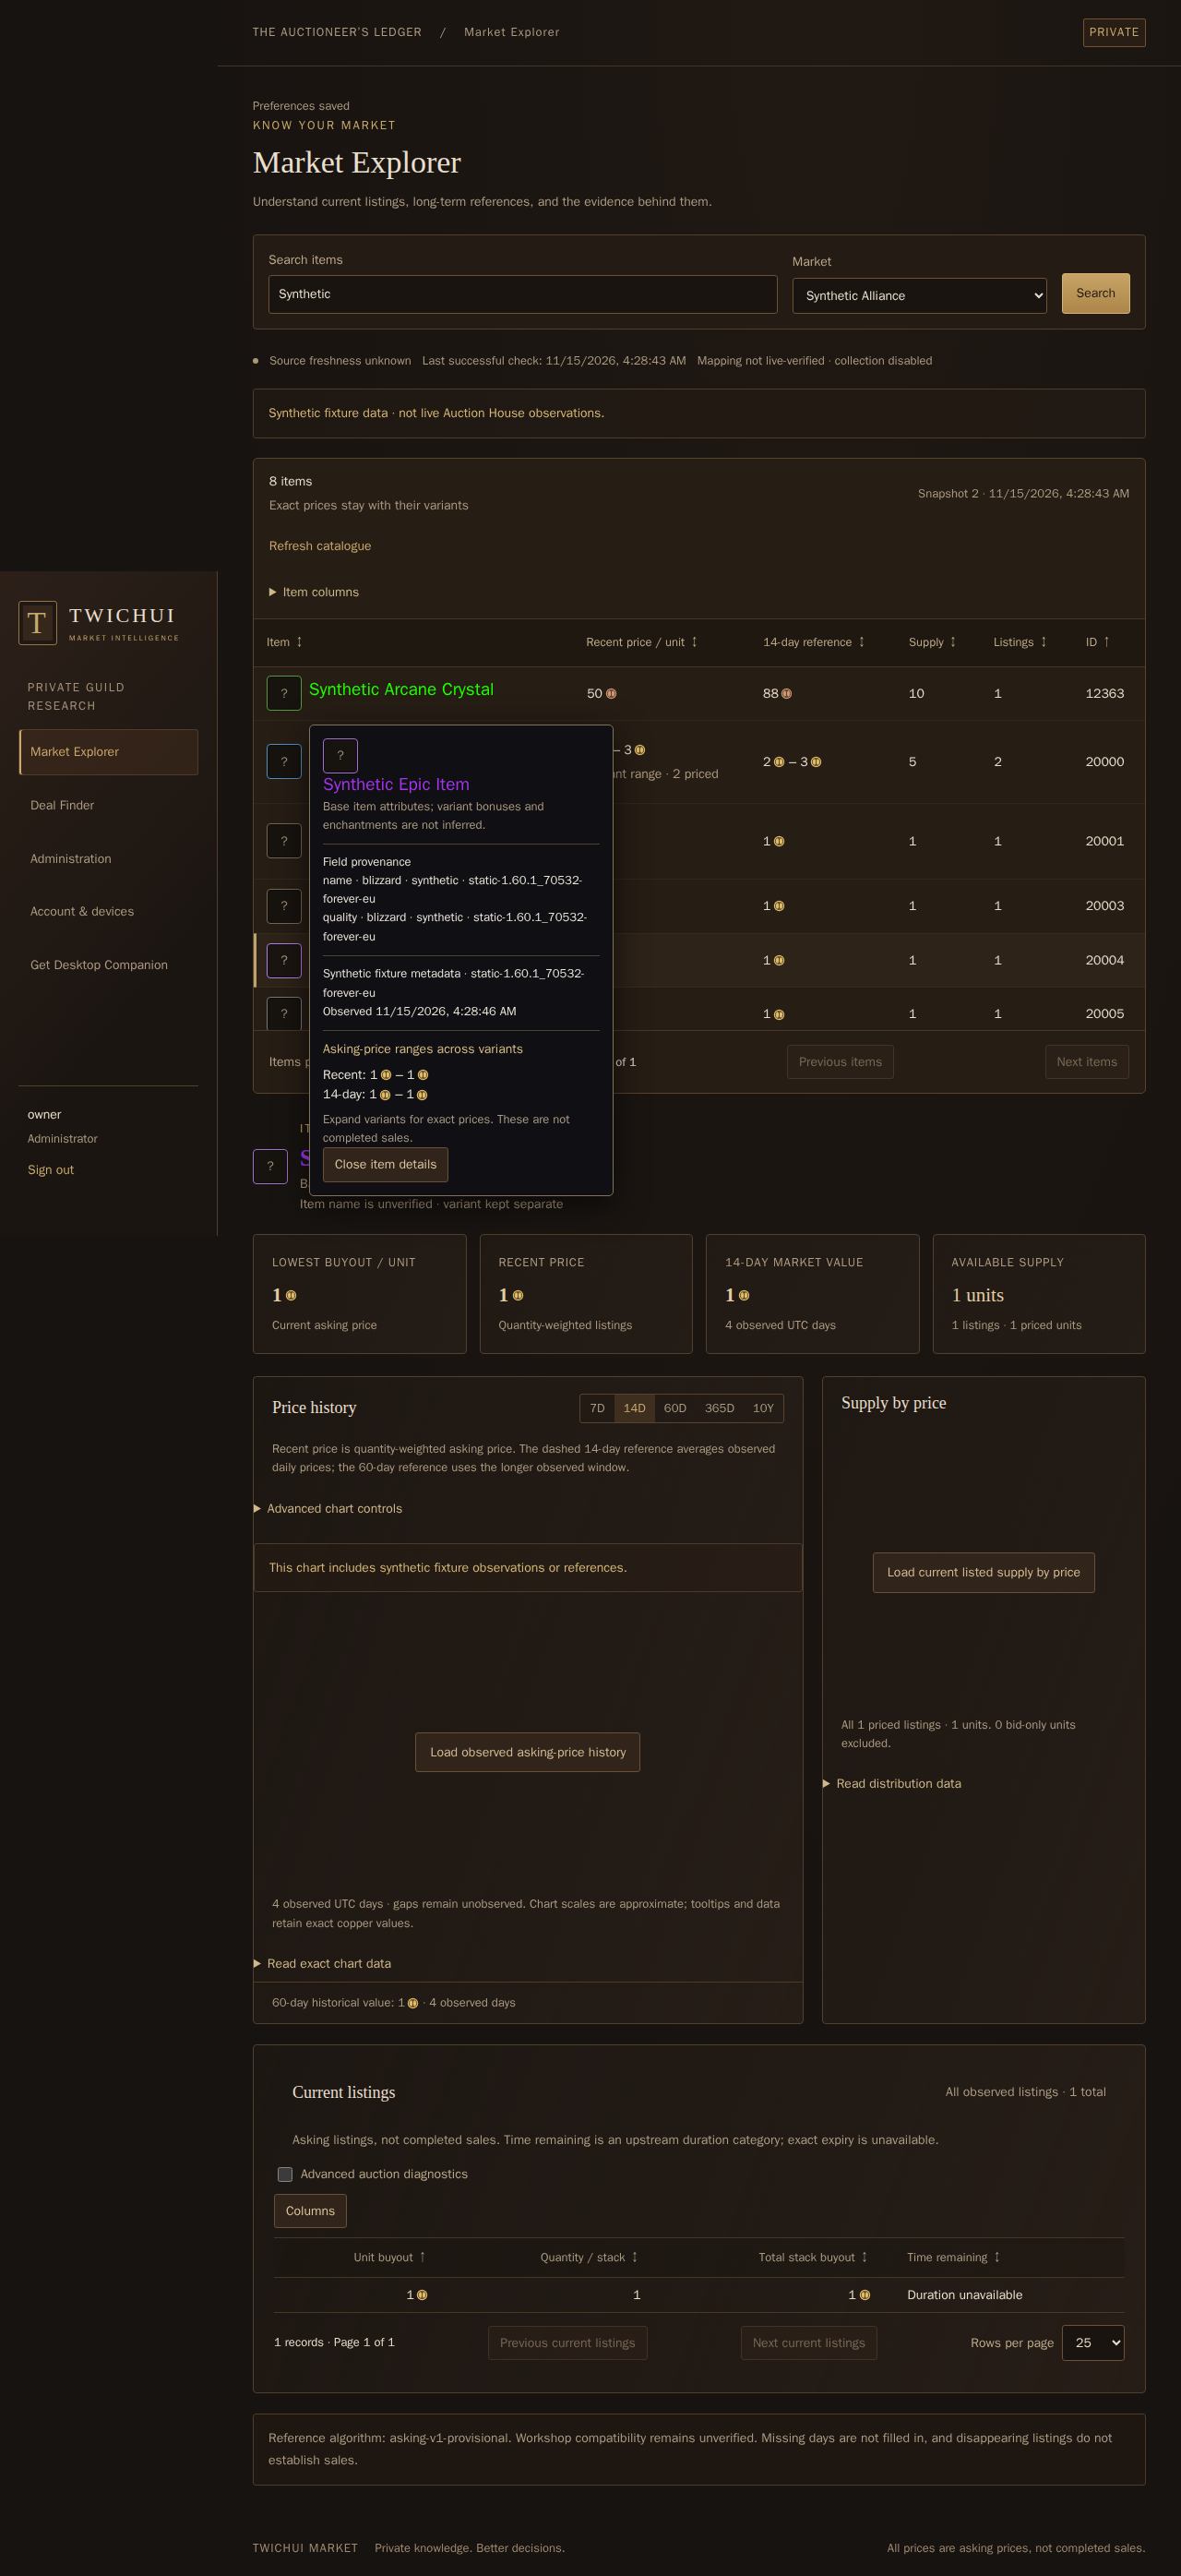 THE AUCTIONEER'S LEDGER / Market Explorer
PRIVATE
Preferences saved
KNOW YOUR MARKET
Market Explorer
Understand current listings, long-term references, and the evidence behind them.
Search items
Market
Synthetic
Synthetic Alliance
Search
Source freshness unknown Last successful check: 11/15/2026, 4:28:43 AM Mapping not live-verified · collection disabled
Synthetic fixture data · not live Auction House observations.
8 items
Exact prices stay with their variants
Snapshot 2 · 11/15/2026, 4:28:43 AM
Refresh catalogue
▶ Item columns
T
TWICHUI
MARKET INTELLIGENCE
PRIVATE GUILD
RESEARCH
Market Explorer
Deal Finder
Administration
Account & devices
Get Desktop Companion
owner
Administrator
Sign out
Item ↕ Recent price / unit ↕ 14-day reference ↕ Supply ↕ Listings ↕ ID ↑
? Synthetic Arcane Crystal 50 88 10 1 12363
? – 3 2 – 3 5 2 20000
nt range · 2 priced
? 1 1 1 20001
? 1 1 1 20003
? 1 1 1 20004
? 1 1 1 20005
Items p
of 1
Previous items
Next items
?
Synthetic Epic Item
Base item attributes; variant bonuses and
enchantments are not inferred.
Field provenance
name · blizzard · synthetic · static-1.60.1_70532-
forever-eu
quality · blizzard · synthetic · static-1.60.1_70532-
forever-eu
Synthetic fixture metadata · static-1.60.1_70532-
forever-eu
Observed 11/15/2026, 4:28:46 AM
Asking-price ranges across variants
Recent: 1 – 1
14-day: 1 – 1
Expand variants for exact prices. These are not
completed sales.
Close item details
IT
?
S
B
Item name is unverified · variant kept separate
LOWEST BUYOUT / UNIT
1
Current asking price
RECENT PRICE
1
Quantity-weighted listings
14-DAY MARKET VALUE
1
4 observed UTC days
AVAILABLE SUPPLY
1 units
1 listings · 1 priced units
Price history
7D 14D 60D 365D 10Y
Recent price is quantity-weighted asking price. The dashed 14-day reference averages observed
daily prices; the 60-day reference uses the longer observed window.
▶ Advanced chart controls
This chart includes synthetic fixture observations or references.
Load observed asking-price history
4 observed UTC days · gaps remain unobserved. Chart scales are approximate; tooltips and data
retain exact copper values.
▶ Read exact chart data
60-day historical value: 1 · 4 observed days
Supply by price
Load current listed supply by price
All 1 priced listings · 1 units. 0 bid-only units
excluded.
▶ Read distribution data
Current listings
All observed listings · 1 total
Asking listings, not completed sales. Time remaining is an upstream duration category; exact expiry is unavailable.
Advanced auction diagnostics
Columns
Unit buyout ↑ Quantity / stack ↕ Total stack buyout ↕ Time remaining ↕
1 1 1 Duration unavailable
1 records · Page 1 of 1
Previous current listings
Next current listings
Rows per page 25
Reference algorithm: asking-v1-provisional. Workshop compatibility remains unverified. Missing days are not filled in, and disappearing listings do not
establish sales.
TWICHUI MARKET Private knowledge. Better decisions.
All prices are asking prices, not completed sales.